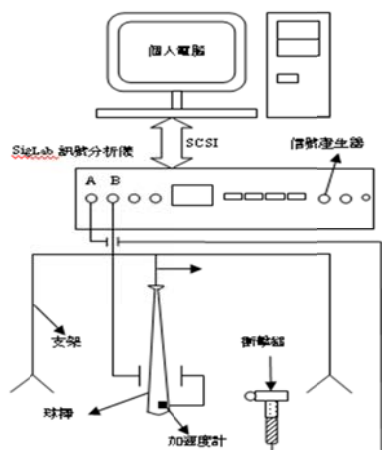 個人電腦
SigLab 訊號分析儀
SCSI
信號產生器
A B
支架
衝擊鎚
球棒
加速度計